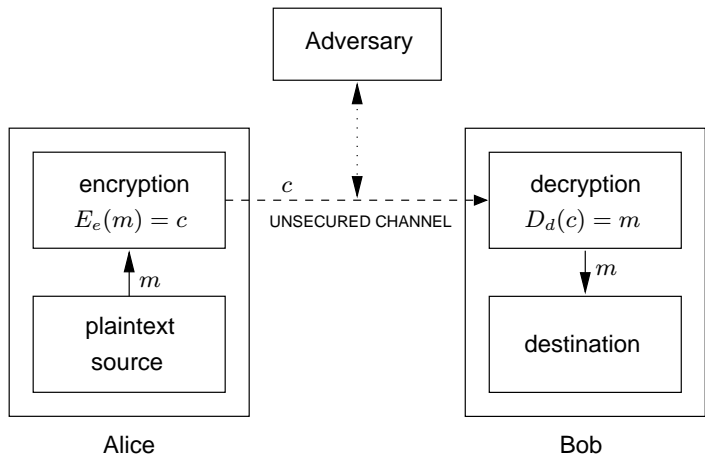 Adversary
encryption
E_e(m) = c
c
UNSECURED CHANNEL
decryption
D_d(c) = m
m
m
plaintext
source
destination
Alice
Bob